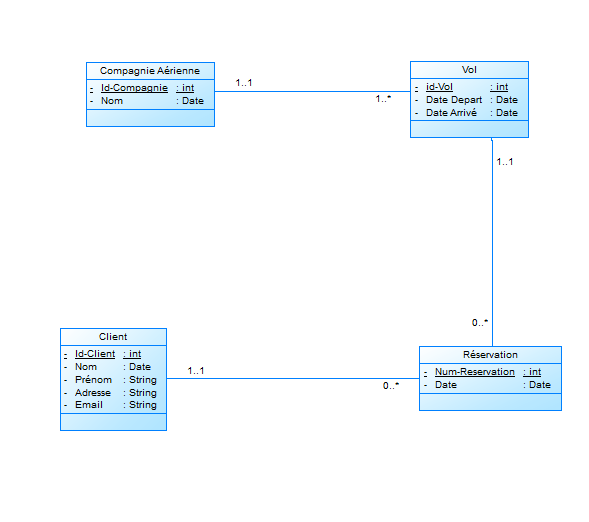 Compagnie Aérienne
- Id-Compagnie : int
- Nom : Date
1..1
1..*
Vol
- id-Vol : int
- Date Depart : Date
- Date Arrivé : Date
1..1
0..*
Client
- Id-Client : int
- Nom : Date
- Prénom : String
- Adresse : String
- Email : String
1..1
0..*
Réservation
- Num-Reservation : int
- Date : Date